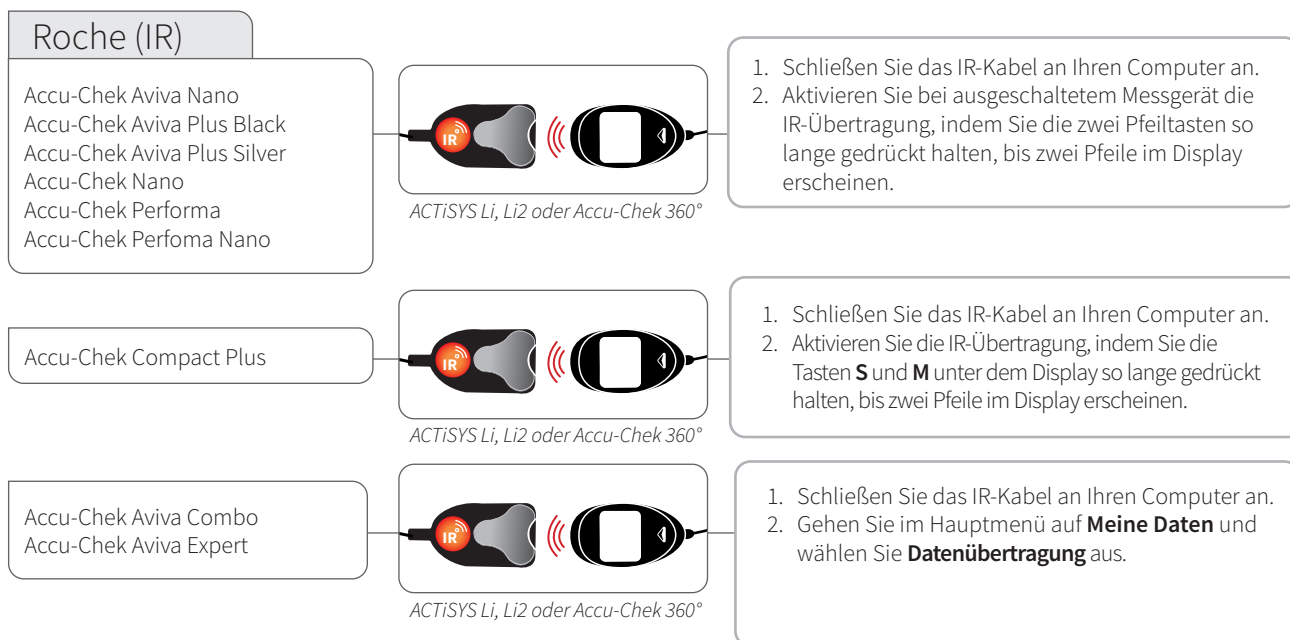 Roche (IR)
Accu-Chek Aviva Nano
Accu-Chek Aviva Plus Black
Accu-Chek Aviva Plus Silver
Accu-Chek Nano
Accu-Chek Performa
Accu-Chek Perfoma Nano
IR
ACTiSYS Li, Li2 oder Accu-Chek 360°
1. Schließen Sie das IR-Kabel an Ihren Computer an.
2. Aktivieren Sie bei ausgeschaltetem Messgerät die
IR-Übertragung, indem Sie die zwei Pfeiltasten so
lange gedrückt halten, bis zwei Pfeile im Display
erscheinen.
Accu-Chek Compact Plus
IR
ACTiSYS Li, Li2 oder Accu-Chek 360°
1. Schließen Sie das IR-Kabel an Ihren Computer an.
2. Aktivieren Sie die IR-Übertragung, indem Sie die
Tasten S und M unter dem Display so lange gedrückt
halten, bis zwei Pfeile im Display erscheinen.
Accu-Chek Aviva Combo
Accu-Chek Aviva Expert
IR
ACTiSYS Li, Li2 oder Accu-Chek 360°
1. Schließen Sie das IR-Kabel an Ihren Computer an.
2. Gehen Sie im Hauptmenü auf Meine Daten und
wählen Sie Datenübertragung aus.